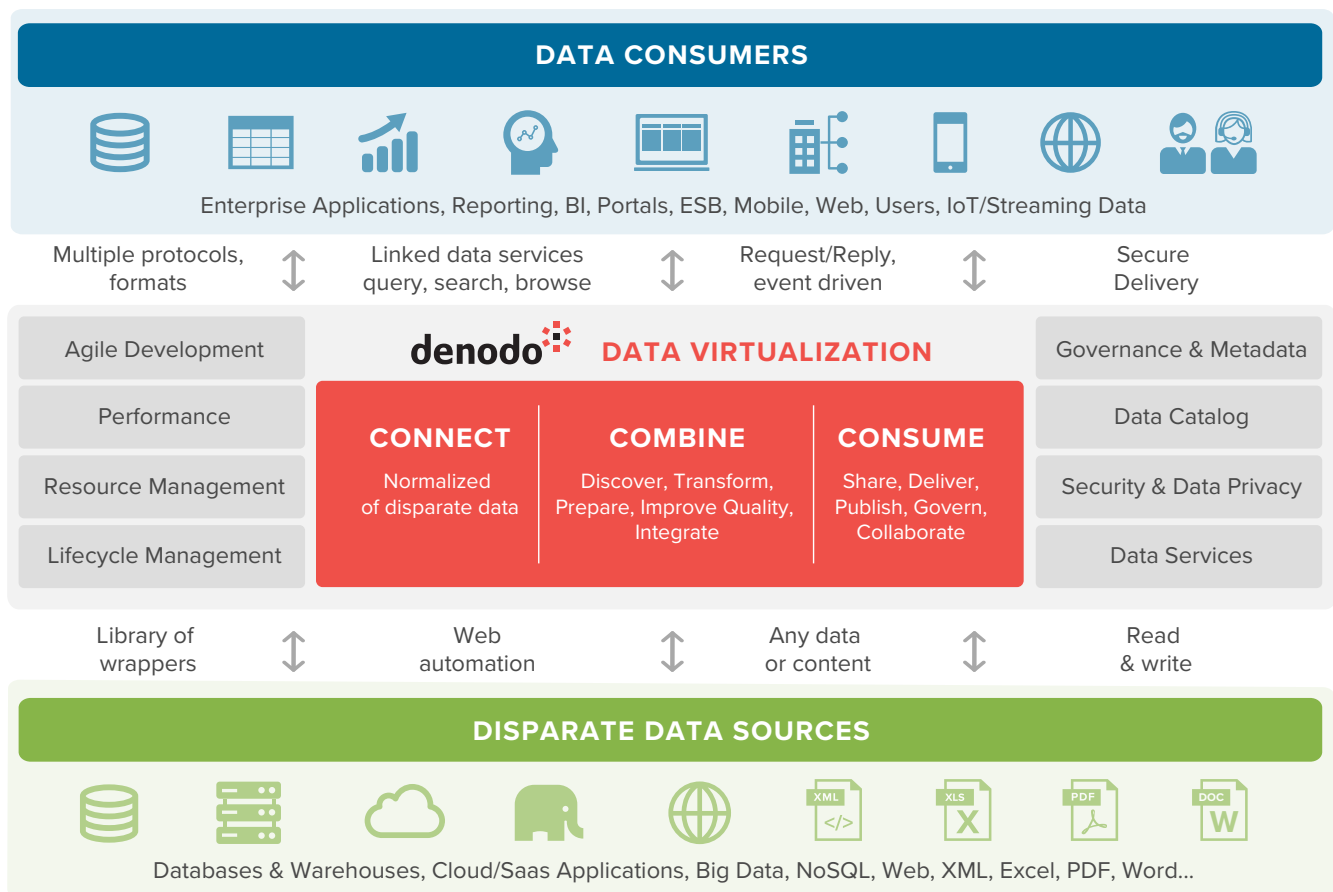 DATA CONSUMERS
Enterprise Applications, Reporting, BI, Portals, ESB, Mobile, Web, Users, IoT/Streaming Data
Multiple protocols,
formats
Linked data services
query, search, browse
Request/Reply,
event driven
Secure
Delivery
Agile Development
Performance
Resource Management
Lifecycle Management
denodo DATA VIRTUALIZATION
CONNECT
Normalized
of disparate data
COMBINE
Discover, Transform,
Prepare, Improve Quality,
Integrate
CONSUME
Share, Deliver,
Publish, Govern,
Collaborate
Governance & Metadata
Data Catalog
Security & Data Privacy
Data Services
Library of
wrappers
Web
automation
Any data
or content
Read
& write
DISPARATE DATA SOURCES
XML
</>
XLS
X
PDF
DOC
W
Databases & Warehouses, Cloud/Saas Applications, Big Data, NoSQL, Web, XML, Excel, PDF, Word...